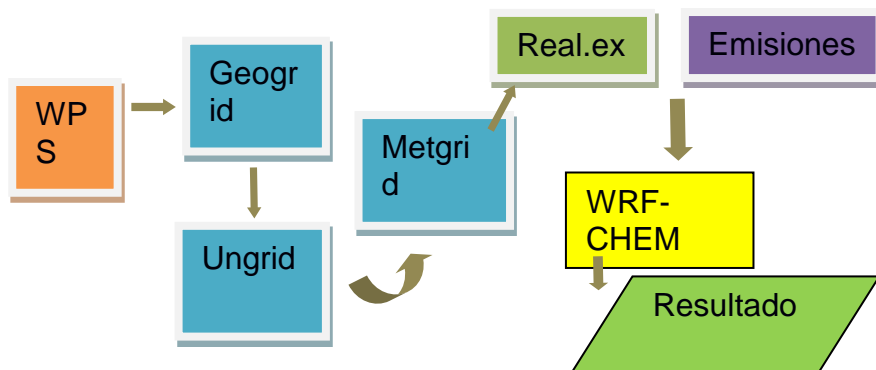 WP
S
Geogr
id
Ungrid
Metgri
d
Real.ex
Emisiones
WRF-
CHEM
Resultado